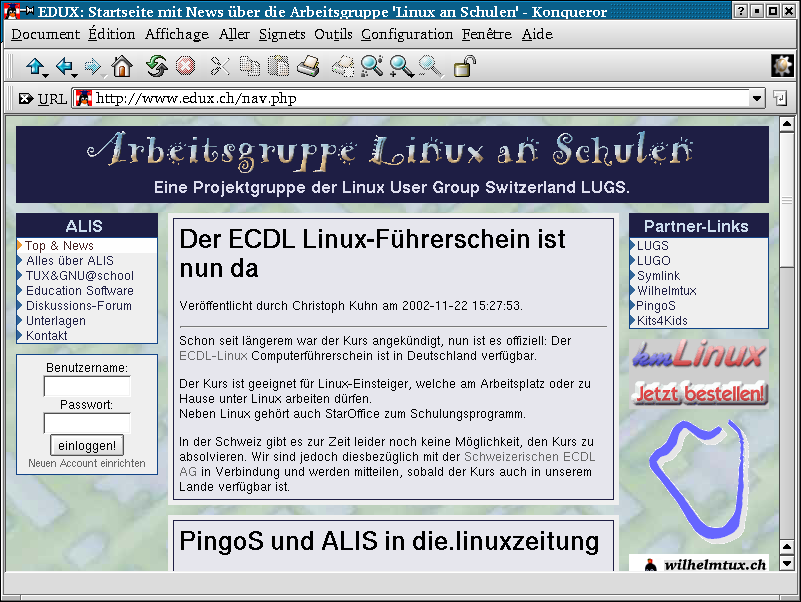 EDUX: Startseite mit News über die Arbeitsgruppe 'Linux an Schulen' - Konqueror
Document Édition Affichage Aller Signets Outils Configuration Fenêtre Aide
URL http://www.edux.ch/nav.php
Arbeitsgruppe Linux an Schulen
Eine Projektgruppe der Linux User Group Switzerland LUGS.
ALIS
Top & News
Alles über ALIS
TUX&GNU@school
Education Software
Diskussions-Forum
Unterlagen
Kontakt
Benutzername:
Passwort:
einloggen!
Neuen Account einrichten
Der ECDL Linux-Führerschein ist
nun da
Veröffentlicht durch Christoph Kuhn am 2002-11-22 15:27:53.
Schon seit längerem war der Kurs angekündigt, nun ist es offiziell: Der
ECDL-Linux Computerführerschein ist in Deutschland verfügbar.
Der Kurs ist geeignet für Linux-Einsteiger, welche am Arbeitsplatz oder zu
Hause unter Linux arbeiten dürfen.
Neben Linux gehört auch StarOffice zum Schulungsprogramm.
In der Schweiz gibt es zur Zeit leider noch keine Möglichkeit, den Kurs zu
absolvieren. Wir sind jedoch diesbezüglich mit der Schweizerischen ECDL
AG in Verbindung und werden mitteilen, sobald der Kurs auch in unserem
Lande verfügbar ist.
PingoS und ALIS in die.linuxzeitung
Partner-Links
LUGS
LUGO
Symlink
Wilhelmtux
PingoS
Kits4Kids
kmLinux
Jetzt bestellen!
wilhelmtux.ch